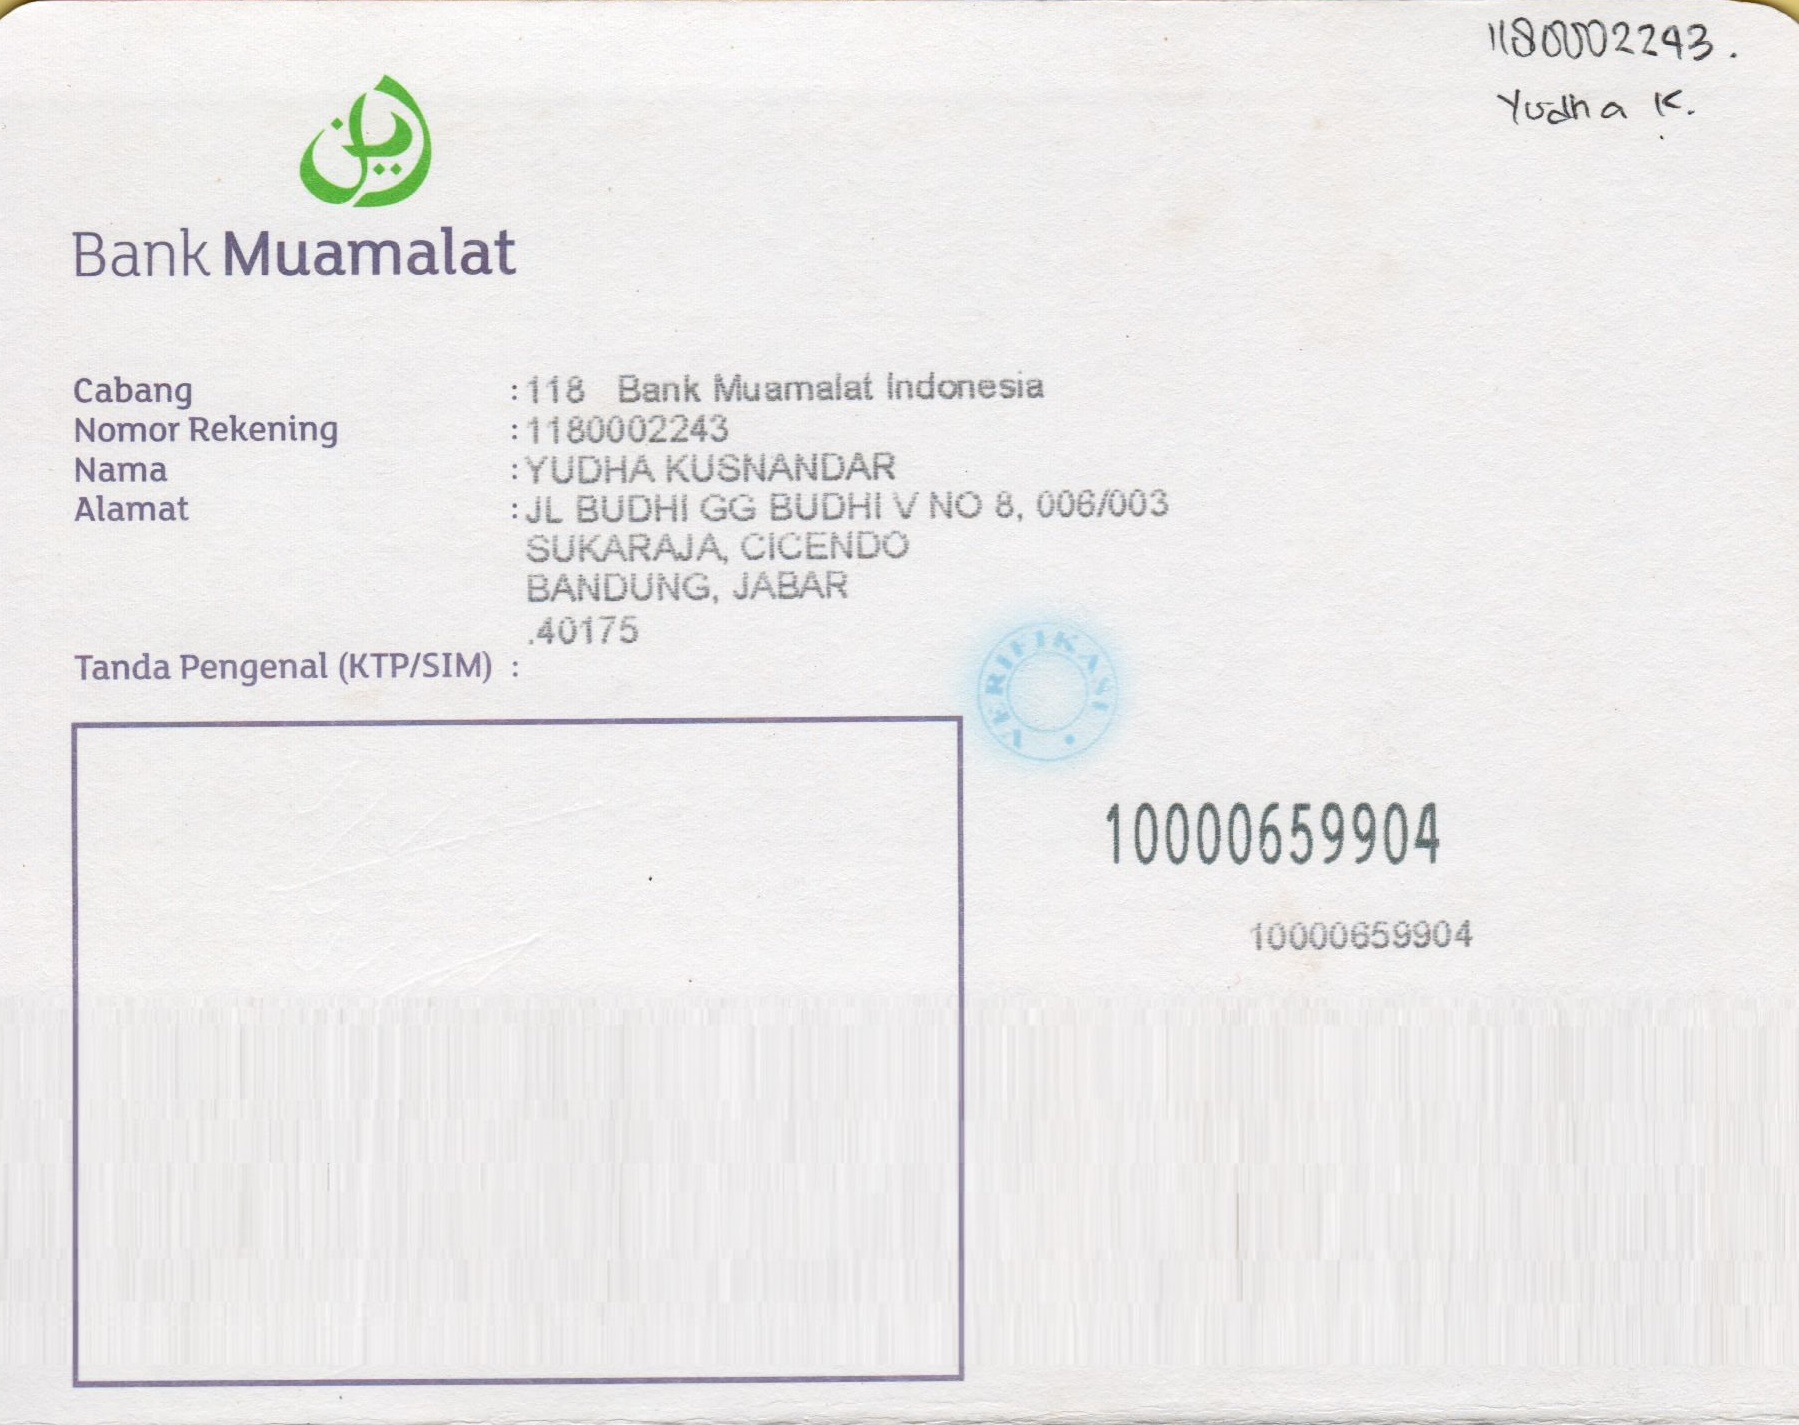 1180002243.
Yudha K.
Bank Muamalat
Cabang : 118 Bank Muamalat Indonesia
Nomor Rekening : 1180002243
Nama : YUDHA KUSNANDAR
Alamat : JL BUDHI GG BUDHI V NO 8, 006/003
SUKARAJA, CICENDO
BANDUNG, JABAR
.40175
Tanda Pengenal (KTP/SIM) :
VERIFIKASI
10000659904
10000659904